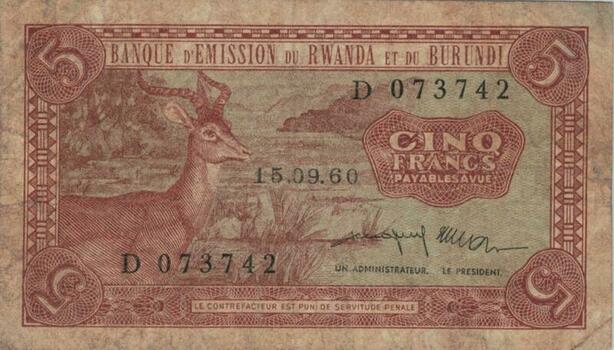 5 5
BANQUE D'EMISSION DU RWANDA ET DU BURUNDI
D 073742
CINQ
FRANCS
PAYABLES A VUE
15.09.60
D 073742
UN ADMINISTRATEUR. LE PRESIDENT.
5 5
LE CONTREFACTEUR EST PUNI DE SERVITUDE PENALE